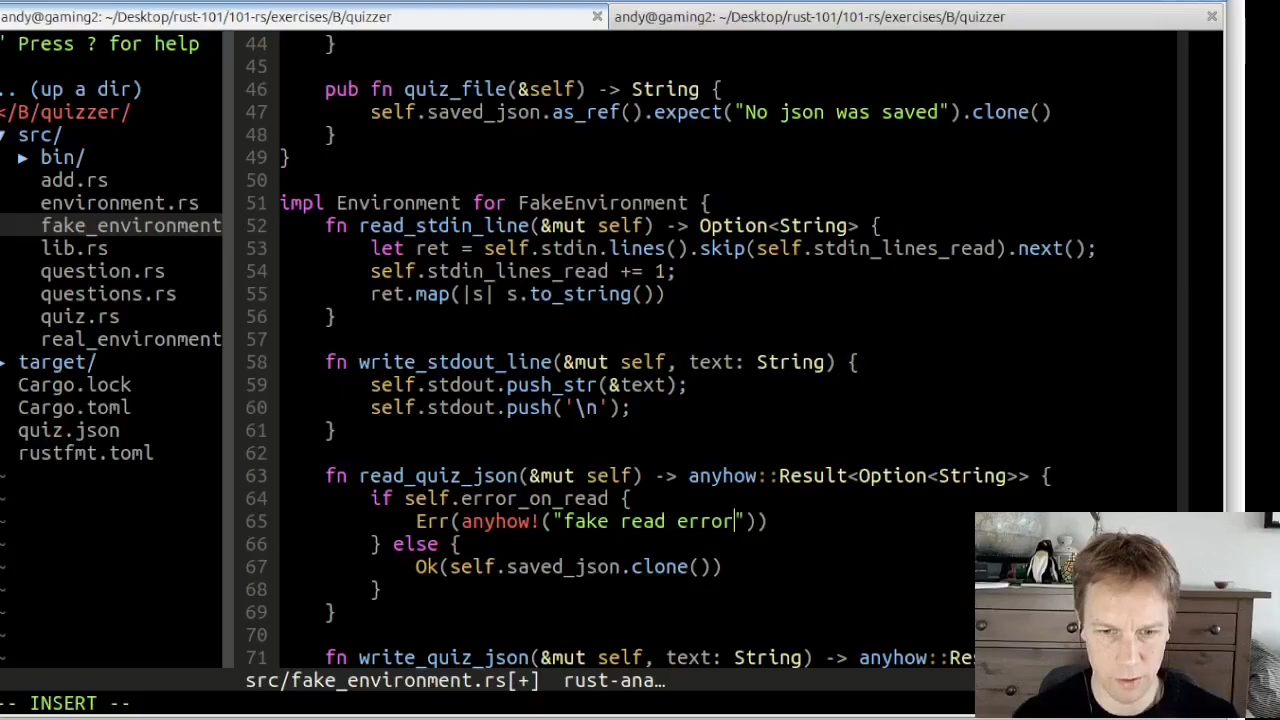 andy@gaming2: ~/Desktop/rust-101/101-rs/exercises/B/quizzer
andy@gaming2: ~/Desktop/rust-101/101-rs/exercises/B/quizzer
" Press ? for help
.. (up a dir)
</B/quizzer/
▾ src/
▸ bin/
add.rs
environment.rs
fake_environment
lib.rs
question.rs
questions.rs
quiz.rs
real_environment
▸ target/
Cargo.lock
Cargo.toml
quiz.json
rustfmt.toml
~
~
~
~
~
~
~
~
~
44     }
45
46     pub fn quiz_file(&self) -> String {
47         self.saved_json.as_ref().expect("No json was saved").clone()
48     }
49 }
50
51 impl Environment for FakeEnvironment {
52     fn read_stdin_line(&mut self) -> Option<String> {
53         let ret = self.stdin.lines().skip(self.stdin_lines_read).next();
54         self.stdin_lines_read += 1;
55         ret.map(|s| s.to_string())
56     }
57
58     fn write_stdout_line(&mut self, text: String) {
59         self.stdout.push_str(&text);
60         self.stdout.push('\n');
61     }
62
63     fn read_quiz_json(&mut self) -> anyhow::Result<Option<String>> {
64         if self.error_on_read {
65             Err(anyhow!("fake read error"))
66         } else {
67             Ok(self.saved_json.clone())
68         }
69     }
70
71     fn write_quiz_json(&mut self, text: String) -> anyhow::Res
src/fake_environment.rs[+]  rust-ana…
-- INSERT --